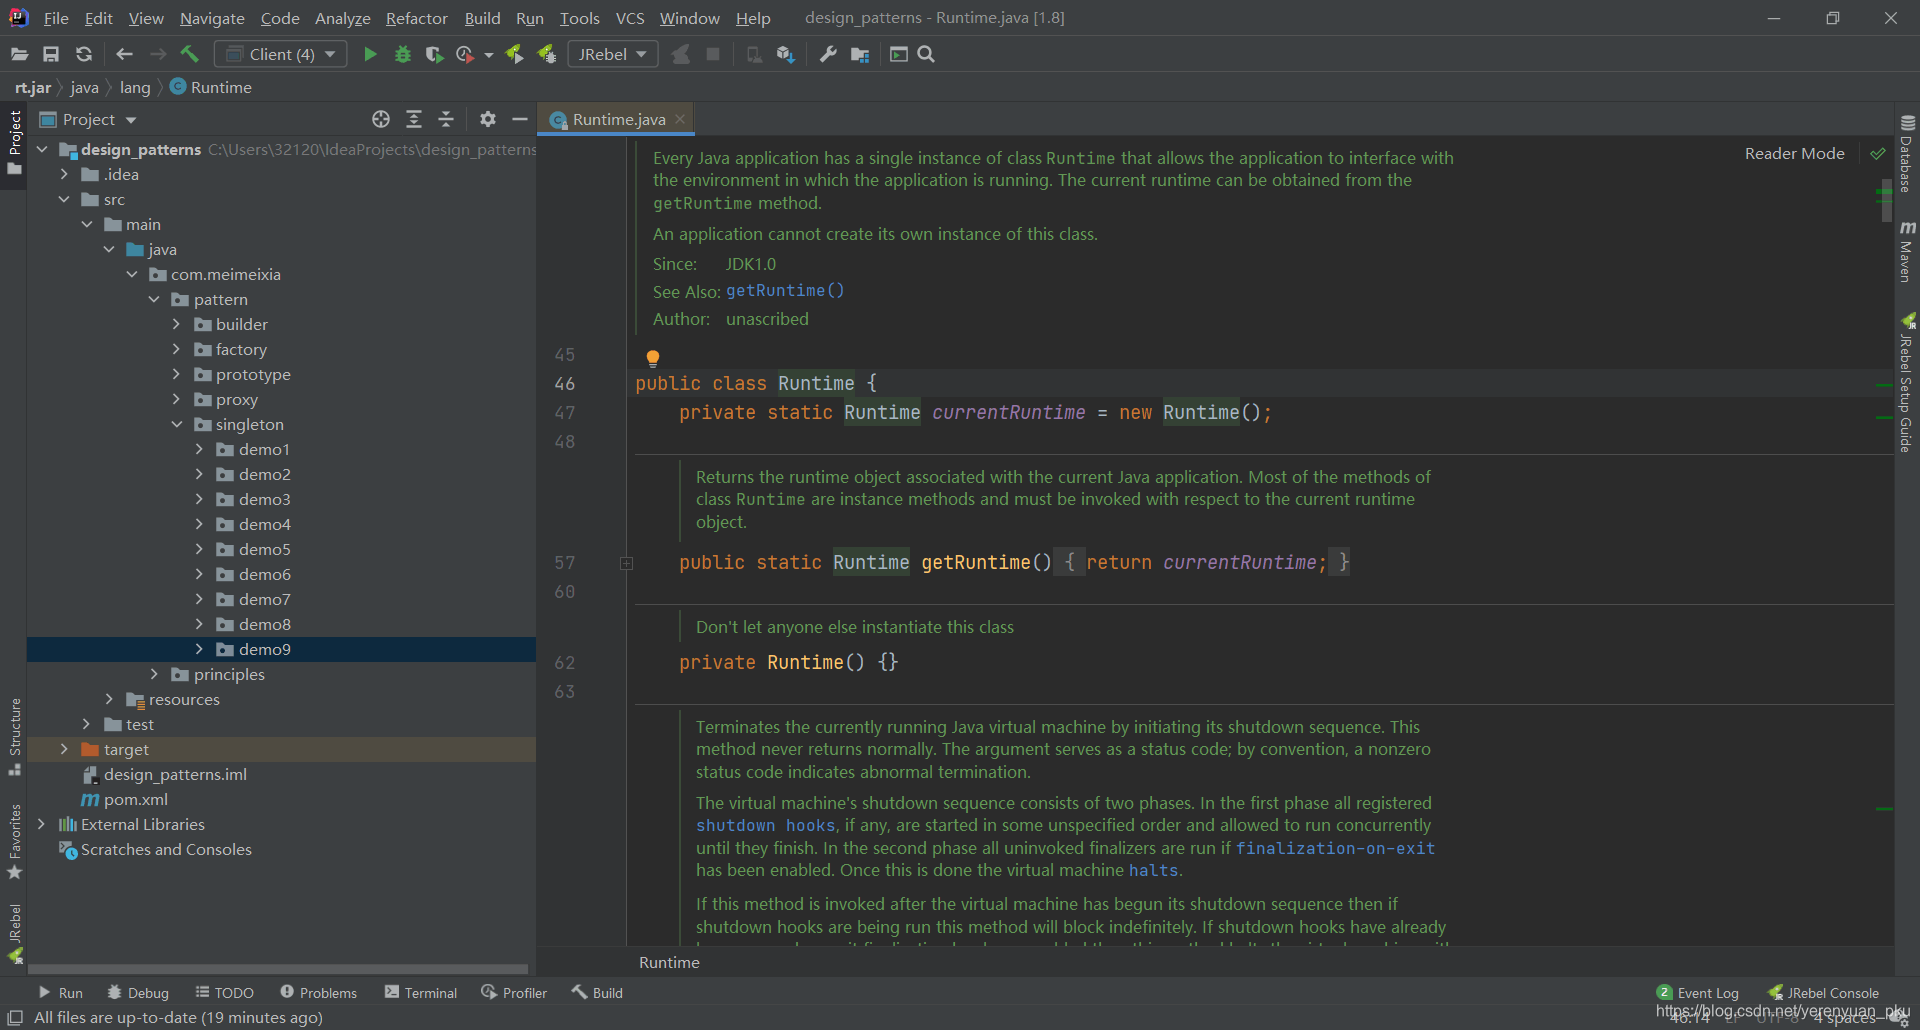 File Edit View Navigate Code Analyze Refactor Build Run Tools VCS Window Help design_patterns - Runtime.java [1.8]
Client (4) JRebel
rt.jar java lang Runtime
Project
Runtime.java
Project
design_patterns C:\Users\32120\IdeaProjects\design_patterns
.idea
src
main
java
com.meimeixia
pattern
builder
factory
prototype
proxy
singleton
demo1
demo2
demo3
demo4
demo5
demo6
demo7
demo8
demo9
principles
resources
test
target
design_patterns.iml
pom.xml
External Libraries
Scratches and Consoles
Structure
Favorites
JRebel
Reader Mode
Every Java application has a single instance of class Runtime that allows the application to interface with
the environment in which the application is running. The current runtime can be obtained from the
getRuntime method.
An application cannot create its own instance of this class.
Since: JDK1.0
See Also: getRuntime()
Author: unascribed
45
46 public class Runtime {
47 private static Runtime currentRuntime = new Runtime();
48
Returns the runtime object associated with the current Java application. Most of the methods of
class Runtime are instance methods and must be invoked with respect to the current runtime
object.
57 public static Runtime getRuntime() { return currentRuntime; }
60
Don't let anyone else instantiate this class
62 private Runtime() {}
63
Terminates the currently running Java virtual machine by initiating its shutdown sequence. This
method never returns normally. The argument serves as a status code; by convention, a nonzero
status code indicates abnormal termination.
The virtual machine's shutdown sequence consists of two phases. In the first phase all registered
shutdown hooks, if any, are started in some unspecified order and allowed to run concurrently
until they finish. In the second phase all uninvoked finalizers are run if finalization-on-exit
has been enabled. Once this is done the virtual machine halts.
If this method is invoked after the virtual machine has begun its shutdown sequence then if
shutdown hooks are being run this method will block indefinitely. If shutdown hooks have already
Runtime
Database
Maven
JRebel Setup Guide
Run Debug TODO Problems Terminal Profiler Build 2 Event Log JRebel Console
All files are up-to-date (19 minutes ago) 46:14 LF UTF-8 4 spaces
https://blog.csdn.net/yerenyuan_pku